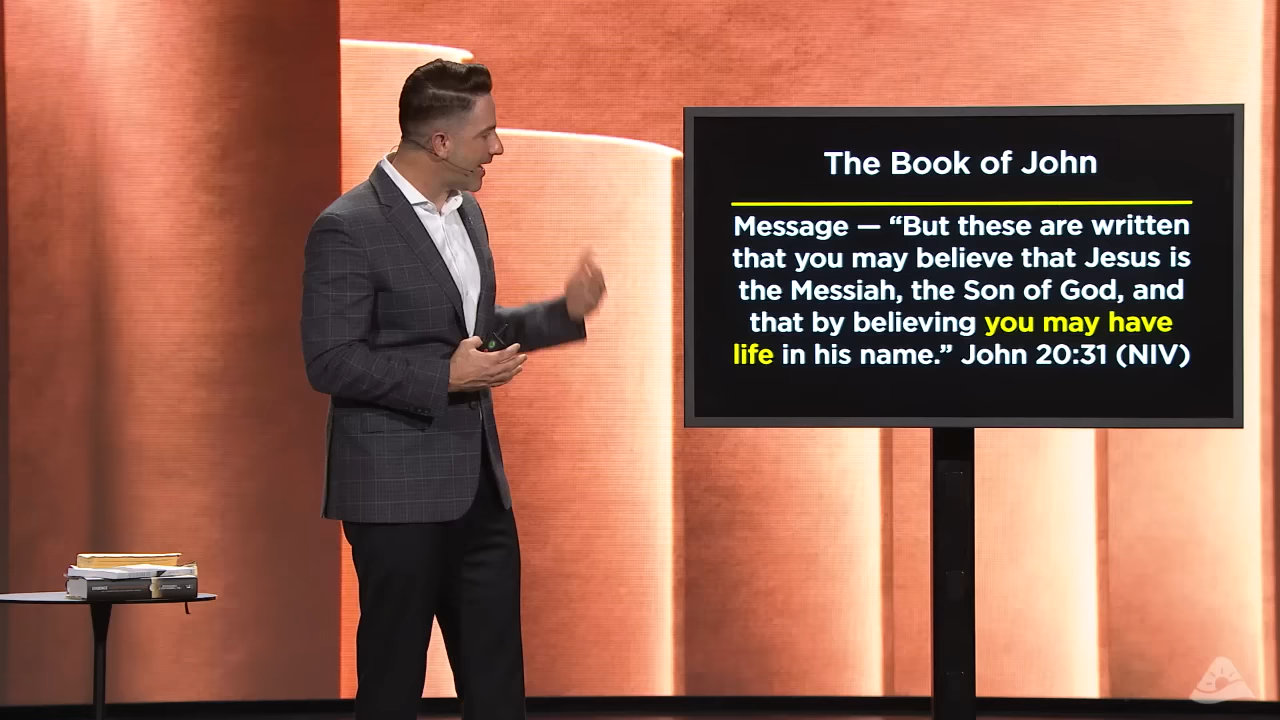 The Book of John
Message — “But these are written
that you may believe that Jesus is
the Messiah, the Son of God, and
that by believing you may have
life in his name.” John 20:31 (NIV)